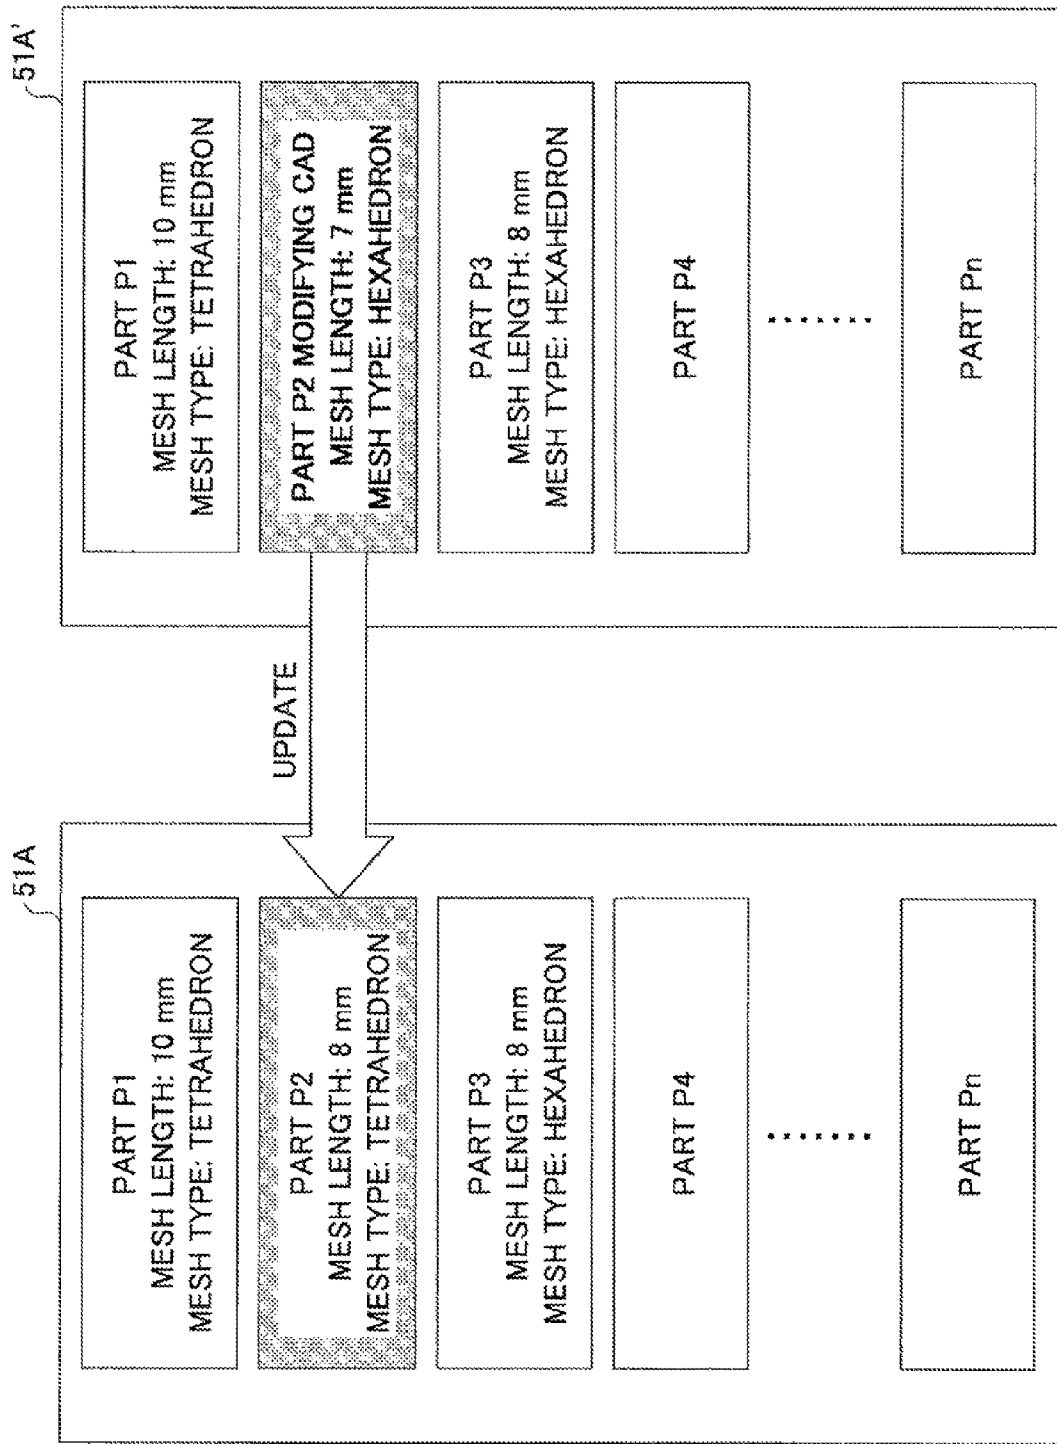 51A
PART P1
MESH LENGTH: 10 mm
MESH TYPE: TETRAHEDRON
PART P2
MESH LENGTH: 8 mm
MESH TYPE: TETRAHEDRON
PART P3
MESH LENGTH: 8 mm
MESH TYPE: HEXAHEDRON
PART P4
.......
PART Pn
UPDATE
51A'
PART P1
MESH LENGTH: 10 mm
MESH TYPE: TETRAHEDRON
PART P2 MODIFYING CAD
MESH LENGTH: 7 mm
MESH TYPE: HEXAHEDRON
PART P3
MESH LENGTH: 8 mm
MESH TYPE: HEXAHEDRON
PART P4
.......
PART Pn